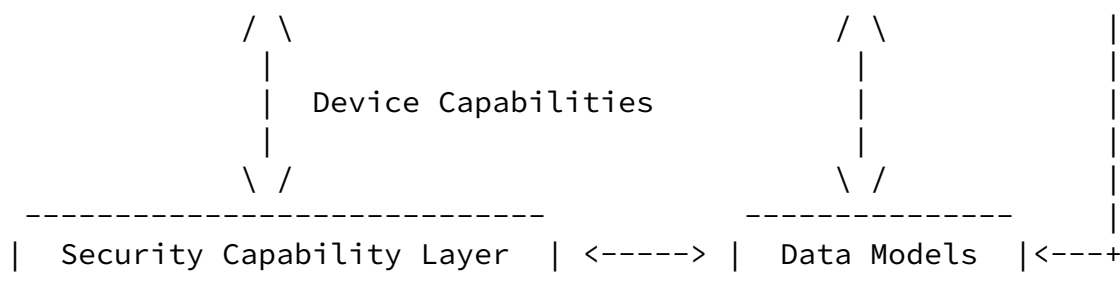 / \                                 / \            |
|                                   |              |
|  Device Capabilities              |              |
|                                   |              |
\ /                                 \ /            |
-----------------------------           ---------------      |
|  Security Capability Layer  | <-----> |  Data Models  |<---+